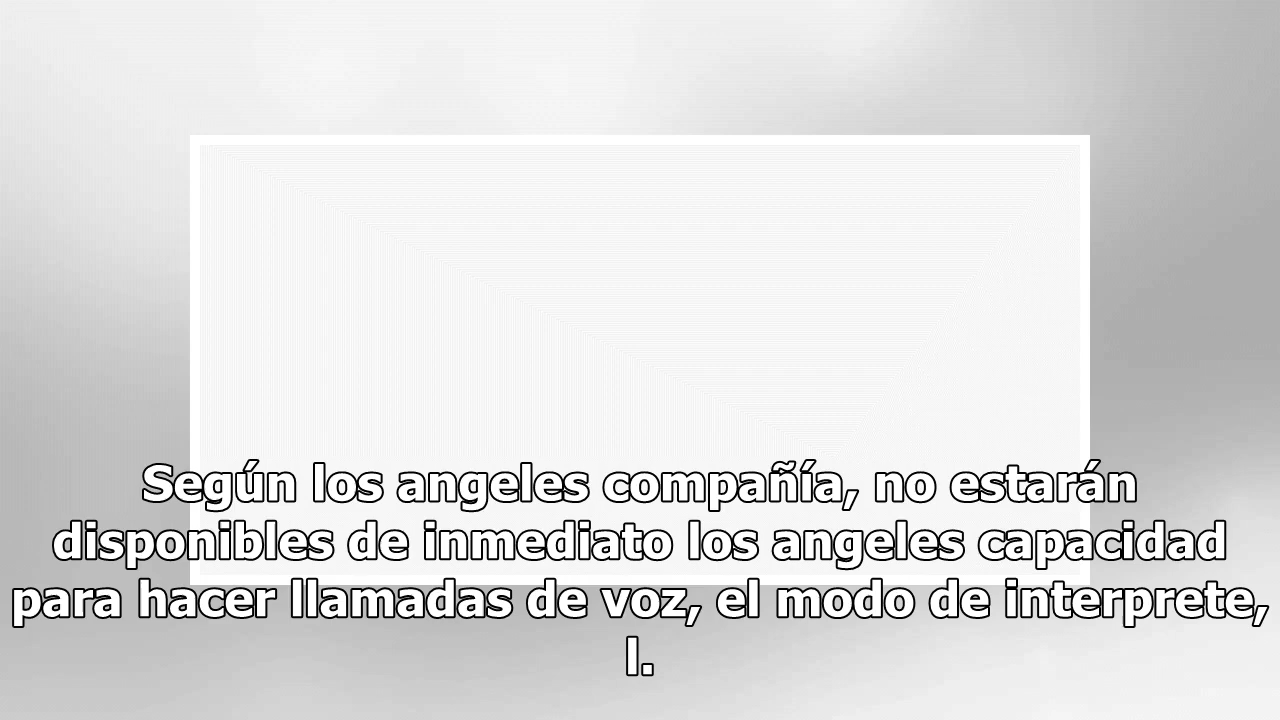 Según los angeles compañía, no estarán
disponibles de inmediato los angeles capacidad
para hacer llamadas de voz, el modo de interprete,
l.